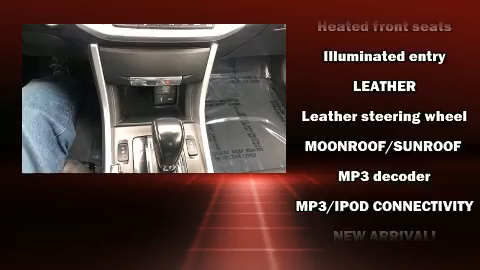 Heated front seats
Illuminated entry
LEATHER
Leather steering wheel
MOONROOF/SUNROOF
MP3 decoder
MP3/IPOD CONNECTIVITY
NEW ARRIVAL!